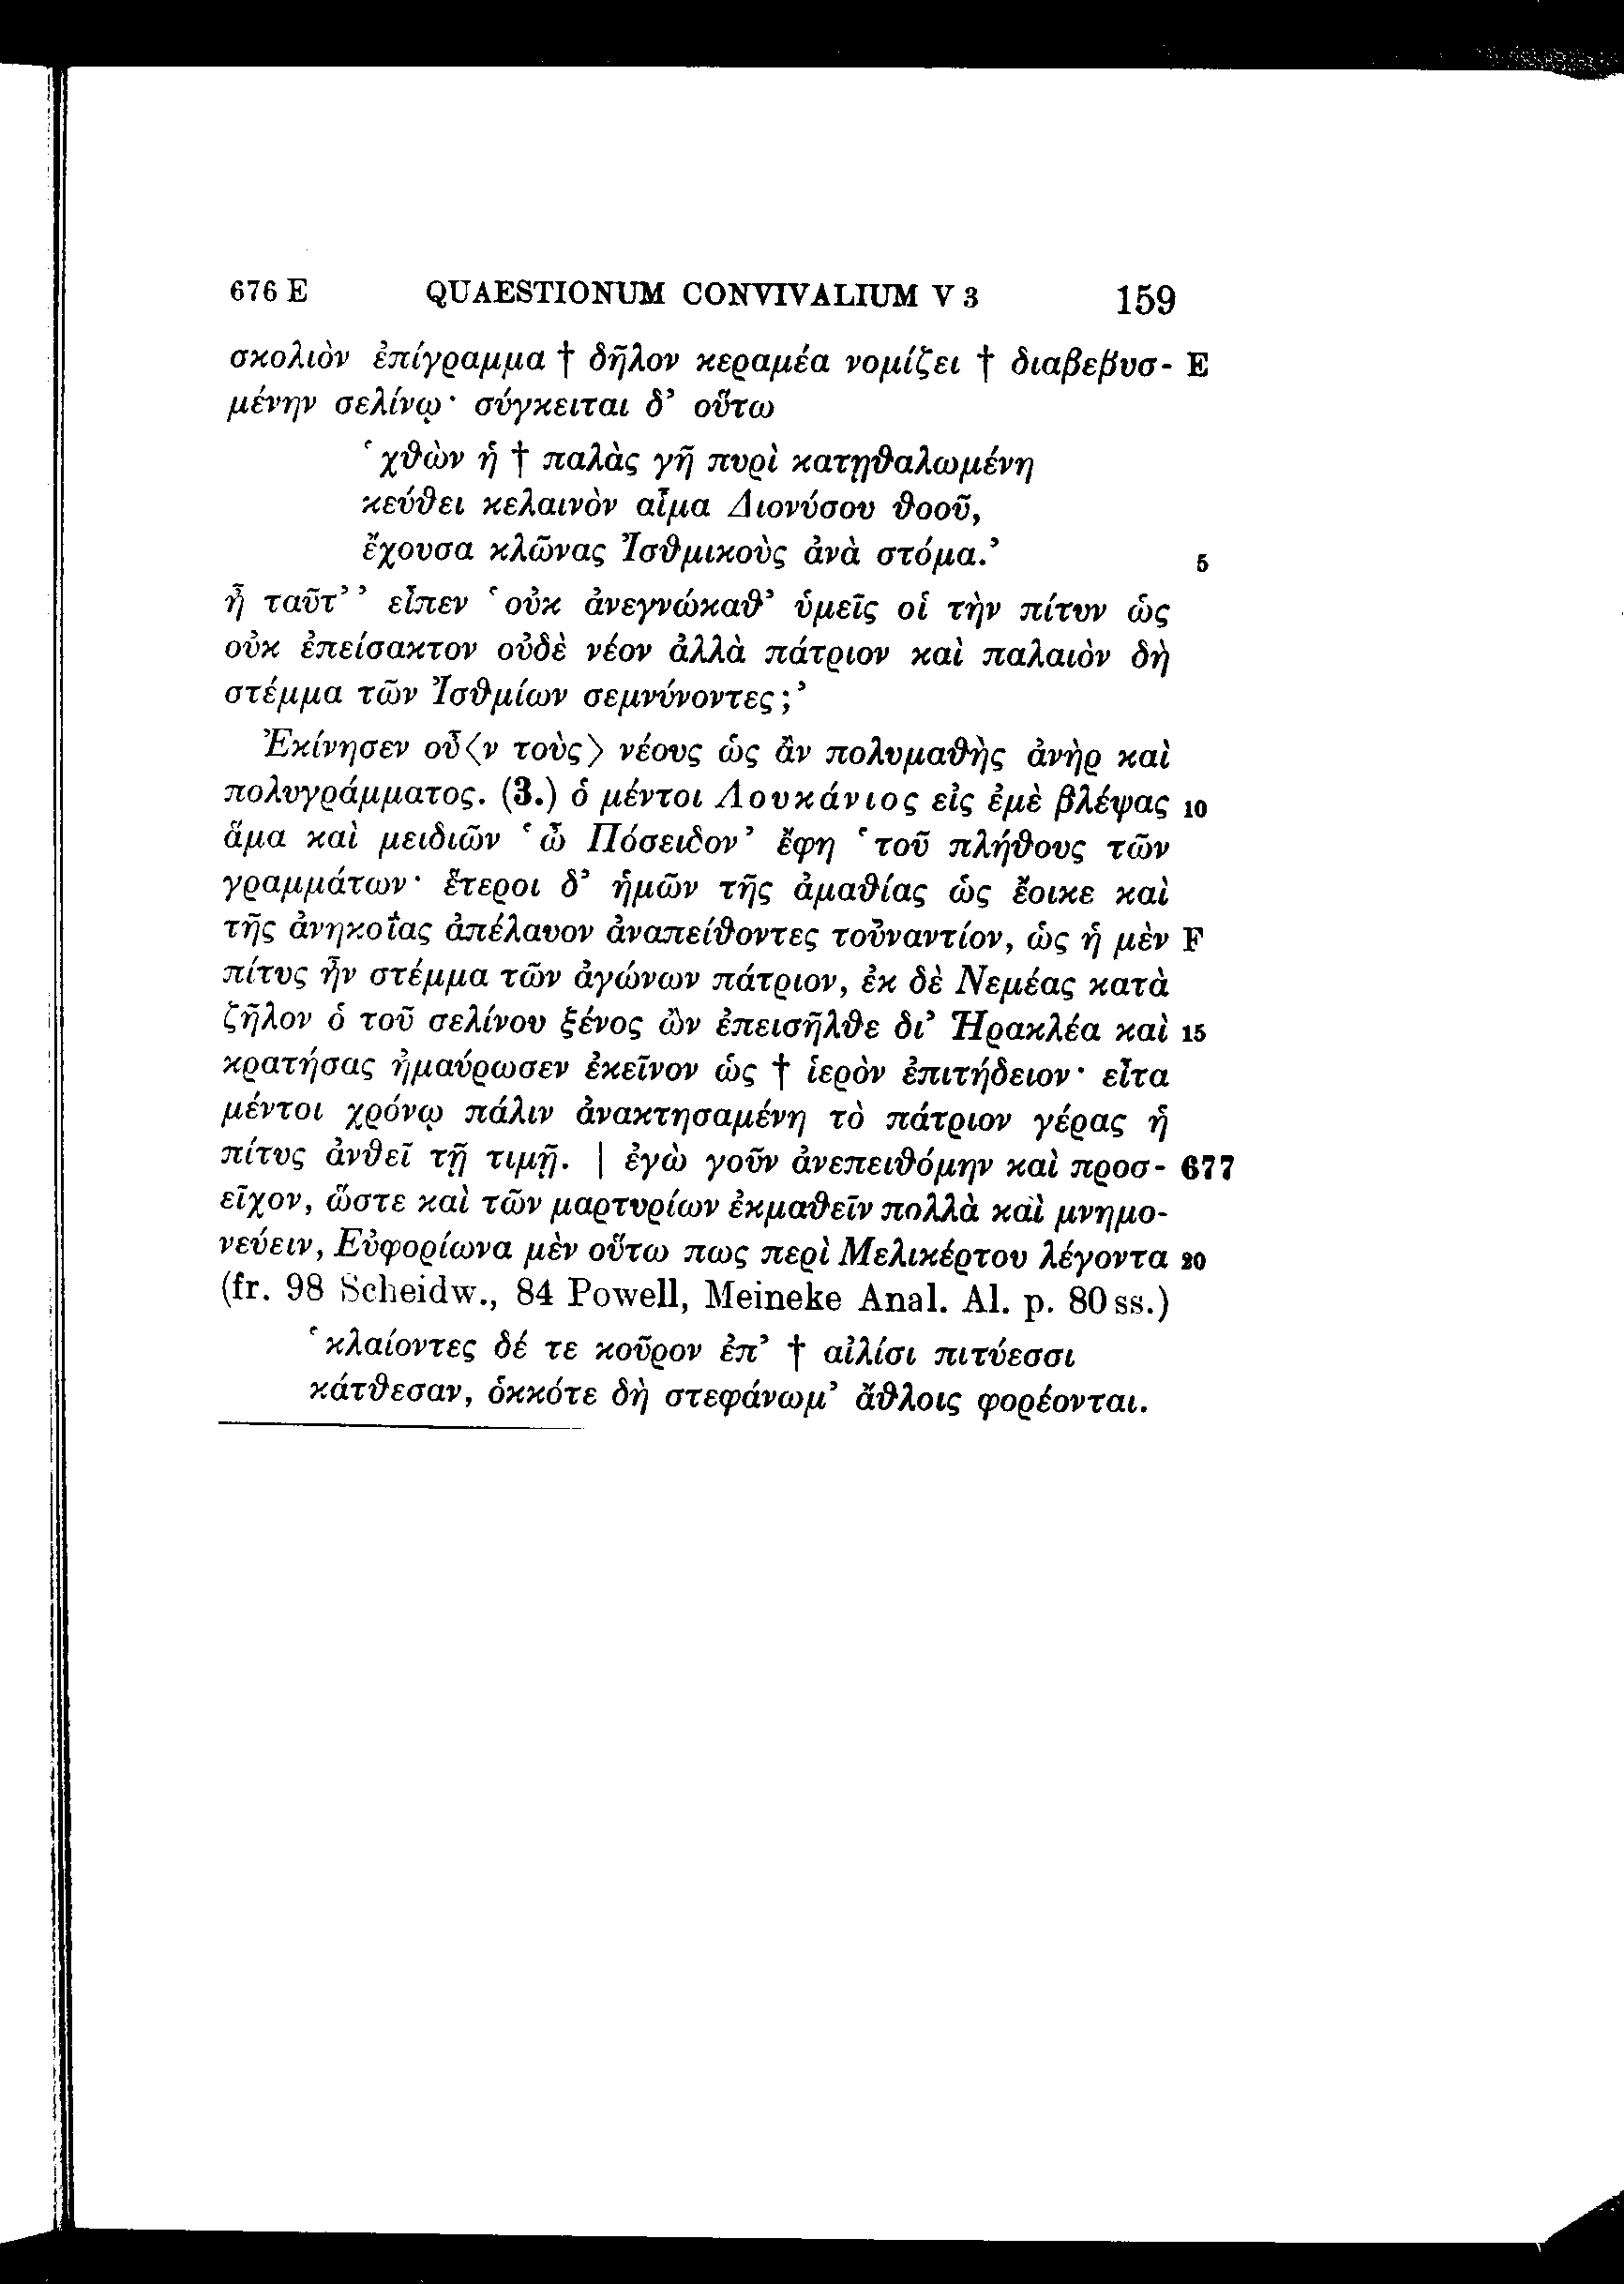 676 E QUAESTIONUM CONVIVALIUM V 3 159
σκολιὸν ἐπίγραμμα † δῆλον κεραμέα νομίζει † διαβεβυσ- E
μένην σελίνῳ· σύγκειται δ’ οὕτω
‘χθὼν ἡ † παλὰς γῆ πυρὶ κατῃθαλωμένη
κεύθει κελαινὸν αἷμα Διονύσου θοοῦ,
ἔχουσα κλῶνας Ἰσθμικοὺς ἀνὰ στόμα.’ 5
ἦ ταῦτ’’ εἶπεν ‘οὐκ ἀνεγνώκαθ’ ὑμεῖς οἱ τὴν πίτυν ὡς
οὐκ ἐπείσακτον οὐδὲ νέον ἀλλὰ πάτριον καὶ παλαιὸν δὴ
στέμμα τῶν Ἰσθμίων σεμνύνοντες;’
Ἐκίνησεν οὖ⟨ν τοὺς⟩ νέους ὡς ἂν πολυμαθὴς ἀνὴρ καὶ
πολυγράμματος. (3.) ὁ μέντοι Λουκάνιος εἰς ἐμὲ βλέψας 10
ἅμα καὶ μειδιῶν ‘ὦ Πόσειδον’ ἔφη ‘τοῦ πλήθους τῶν
γραμμάτων· ἕτεροι δ’ ἡμῶν τῆς ἀμαθίας ὡς ἔοικε καὶ
τῆς ἀνηκοΐας ἀπέλαυον ἀναπείθοντες τοὐναντίον, ὡς ἡ μὲν F
πίτυς ἦν στέμμα τῶν ἀγώνων πάτριον, ἐκ δὲ Νεμέας κατὰ
ζῆλον ὁ τοῦ σελίνου ξένος ὢν ἐπεισῆλθε δι’ Ἡρακλέα καὶ 15
κρατήσας ἠμαύρωσεν ἐκεῖνον ὡς † ἱερὸν ἐπιτήδειον· εἶτα
μέντοι χρόνῳ πάλιν ἀνακτησαμένη τὸ πάτριον γέρας ἡ
πίτυς ἀνθεῖ τῇ τιμῇ. | ἐγὼ γοῦν ἀνεπειθόμην καὶ προσ- 677
εῖχον, ὥστε καὶ τῶν μαρτυρίων ἐκμαθεῖν πολλὰ καὶ μνημο-
νεύειν, Εὐφορίωνα μὲν οὕτω πως περὶ Μελικέρτου λέγοντα 20
(fr. 98 Scheidw., 84 Powell, Meineke Anal. Al. p. 80 ss.)
‘κλαίοντες δέ τε κοῦρον ἐπ’ † αἰλίσι πιτύεσσι
κάτθεσαν, ὁκκότε δὴ στεφάνωμ’ ἄθλοις φορέονται.